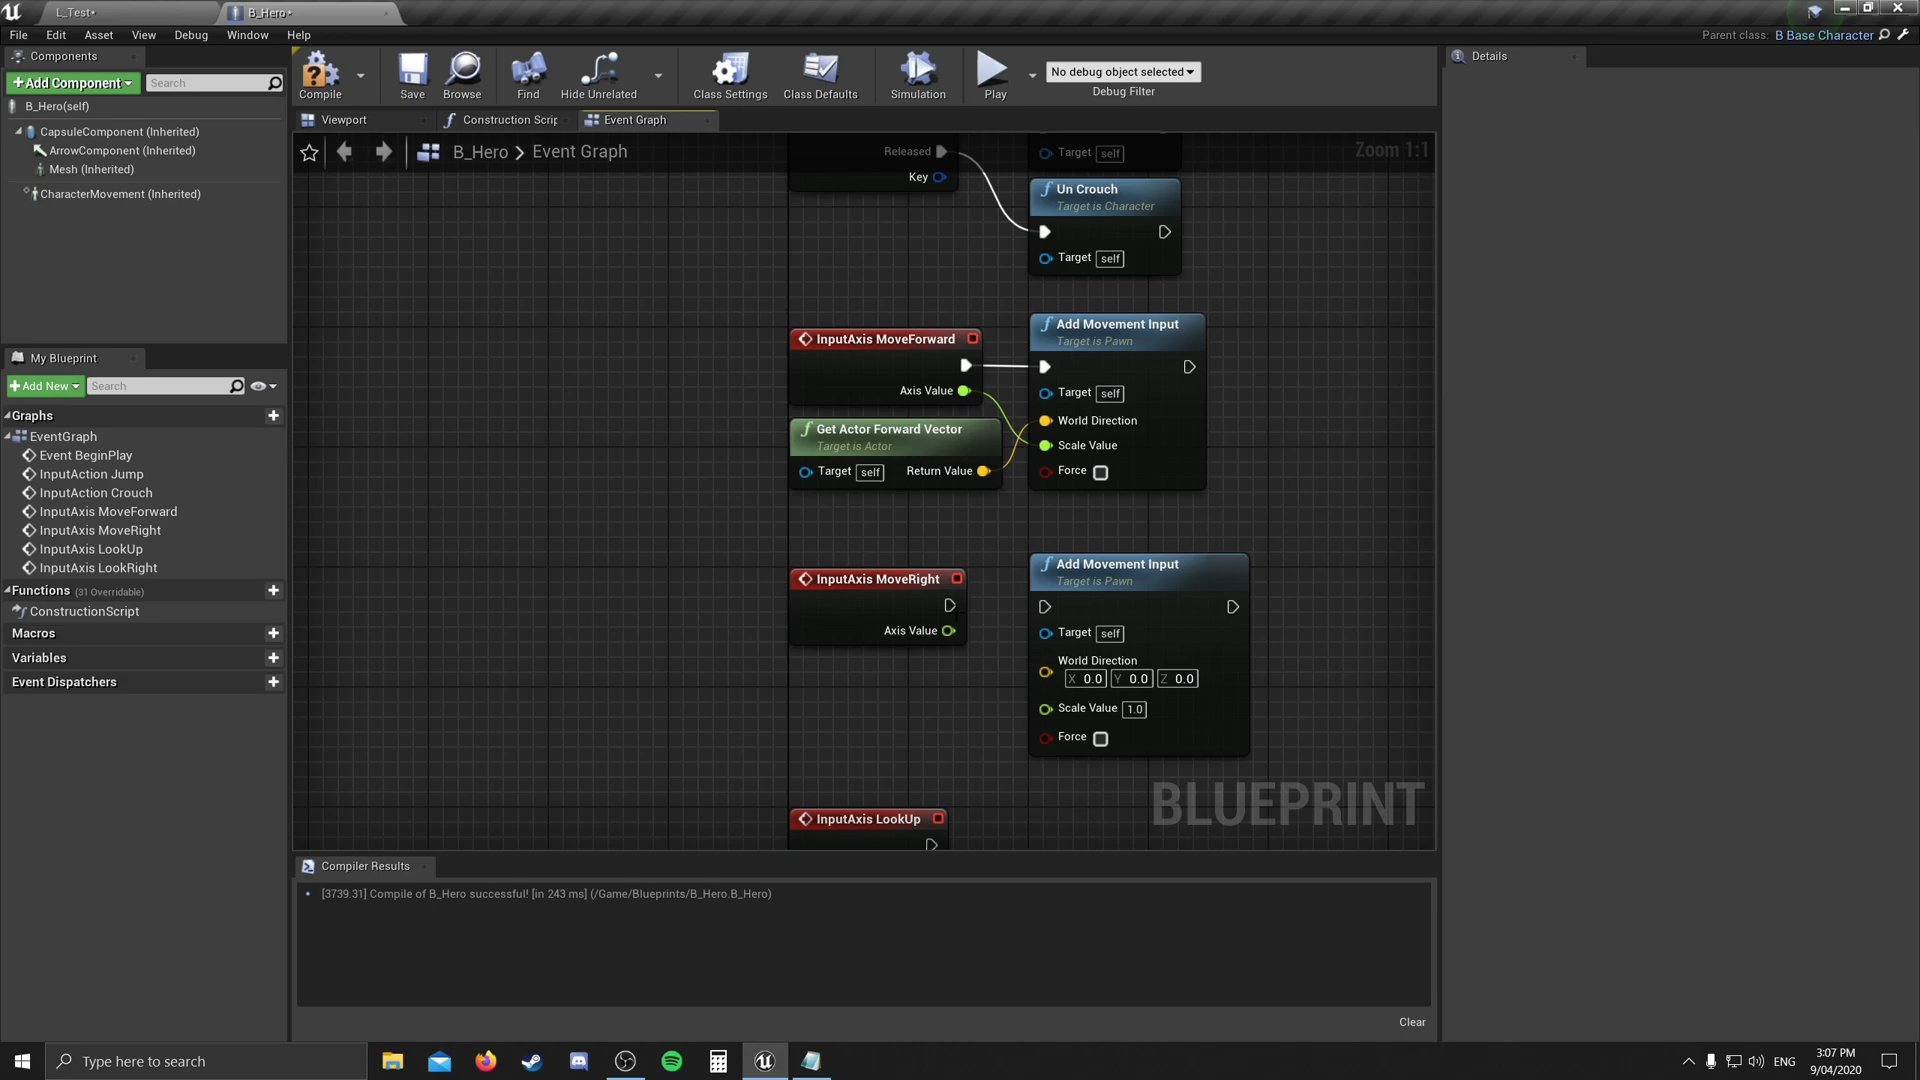 L_Test*
B_Hero*
File Edit Asset View Debug Window Help
Parent class: B Base Character
Components
+Add Component
Search
B_Hero(self)
CapsuleComponent (Inherited)
ArrowComponent (Inherited)
Mesh (Inherited)
CharacterMovement (Inherited)
My Blueprint
+Add New
Search
Graphs
EventGraph
Event BeginPlay
InputAction Jump
InputAction Crouch
InputAxis MoveForward
InputAxis MoveRight
InputAxis LookUp
InputAxis LookRight
Functions (31 Overridable)
ConstructionScript
Macros
Variables
Event Dispatchers
Compile
Save
Browse
Find
Hide Unrelated
Class Settings
Class Defaults
Simulation
Play
No debug object selected
Debug Filter
Viewport
Construction Scrip
Event Graph
B_Hero > Event Graph
Zoom 1:1
Released
Key
Target self
Un Crouch
Target is Character
Target self
InputAxis MoveForward
Axis Value
Get Actor Forward Vector
Target is Actor
Target self Return Value
Add Movement Input
Target is Pawn
Target self
World Direction
Scale Value
Force
InputAxis MoveRight
Axis Value
Add Movement Input
Target is Pawn
Target self
World Direction
X 0.0 Y 0.0 Z 0.0
Scale Value 1.0
Force
InputAxis LookUp
BLUEPRINT
Compiler Results
[3739.31] Compile of B_Hero successful! [in 243 ms] (/Game/Blueprints/B_Hero.B_Hero)
Clear
Details
Type here to search
ENG
3:07 PM
9/04/2020